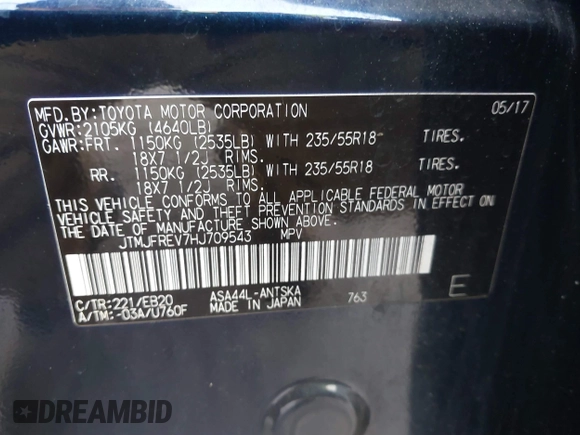 MFD.BY:TOYOTA MOTOR CORPORATION 05/17
GVWR:2105KG (4640LB)
GAWR:FRT. 1150KG (2535LB) WITH 235/55R18 TIRES.
18X7 1/2J RIMS.
RR. 1150KG (2535LB) WITH 235/55R18 TIRES.
18X7 1/2J RIMS.
THIS VEHICLE CONFORMS TO ALL APPLICABLE FEDERAL MOTOR
VEHICLE SAFETY AND THEFT PREVENTION STANDARDS IN EFFECT ON
THE DATE OF MANUFACTURE SHOWN ABOVE.
JTMJFREV7HJ709543 MPV
C/TR:221/EB20 ASA44L-ANTSKA 763 E
A/TM:-03A/U760F MADE IN JAPAN
DREAMBID